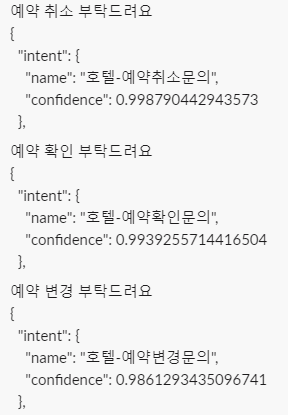 예약 취소 부탁드려요
{
"intent": {
"name": "호텔-예약취소문의",
"confidence": 0.998790442943573
},
예약 확인 부탁드려요
{
"intent": {
"name": "호텔-예약확인문의",
"confidence": 0.9939255714416504
},
예약 변경 부탁드려요
{
"intent": {
"name": "호텔-예약변경문의",
"confidence": 0.9861293435096741
},